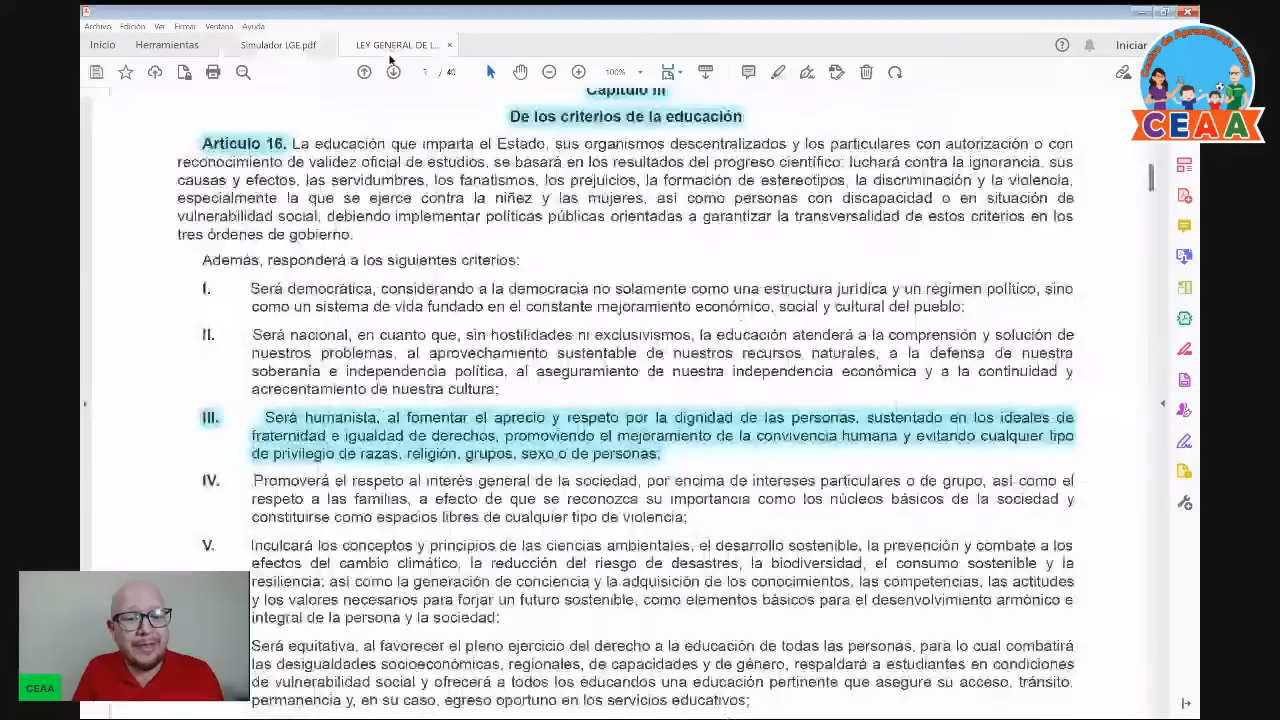 Archivo Edición Ver Firmar Ventana Ayuda
Inicio Herramientas Simulador LGE.pdf LEY GENERAL DE L... × Iniciar
/ 40 100%
Centro de Aprendizaje Activo
CEAA
Capítulo III
De los criterios de la educación
Artículo 16. La educación que imparta el Estado, sus organismos descentralizados y los particulares con autorización o con
reconocimiento de validez oficial de estudios, se basará en los resultados del progreso científico; luchará contra la ignorancia, sus
causas y efectos, las servidumbres, los fanatismos, los prejuicios, la formación de estereotipos, la discriminación y la violencia,
especialmente la que se ejerce contra la niñez y las mujeres, así como personas con discapacidad o en situación de
vulnerabilidad social, debiendo implementar políticas públicas orientadas a garantizar la transversalidad de estos criterios en los
tres órdenes de gobierno.
Además, responderá a los siguientes criterios:
I. Será democrática, considerando a la democracia no solamente como una estructura jurídica y un régimen político, sino
como un sistema de vida fundado en el constante mejoramiento económico, social y cultural del pueblo;
II. Será nacional, en cuanto que, sin hostilidades ni exclusivismos, la educación atenderá a la comprensión y solución de
nuestros problemas, al aprovechamiento sustentable de nuestros recursos naturales, a la defensa de nuestra
soberanía e independencia política, al aseguramiento de nuestra independencia económica y a la continuidad y
acrecentamiento de nuestra cultura;
III. Será humanista, al fomentar el aprecio y respeto por la dignidad de las personas, sustentado en los ideales de
fraternidad e igualdad de derechos, promoviendo el mejoramiento de la convivencia humana y evitando cualquier tipo
de privilegio de razas, religión, grupos, sexo o de personas;
IV. Promoverá el respeto al interés general de la sociedad, por encima de intereses particulares o de grupo, así como el
respeto a las familias, a efecto de que se reconozca su importancia como los núcleos básicos de la sociedad y
constituirse como espacios libres de cualquier tipo de violencia;
V. Inculcará los conceptos y principios de las ciencias ambientales, el desarrollo sostenible, la prevención y combate a los
efectos del cambio climático, la reducción del riesgo de desastres, la biodiversidad, el consumo sostenible y la
resiliencia; así como la generación de conciencia y la adquisición de los conocimientos, las competencias, las actitudes
y los valores necesarios para forjar un futuro sostenible, como elementos básicos para el desenvolvimiento armónico e
integral de la persona y la sociedad;
Será equitativa, al favorecer el pleno ejercicio del derecho a la educación de todas las personas, para lo cual combatirá
las desigualdades socioeconómicas, regionales, de capacidades y de género, respaldará a estudiantes en condiciones
de vulnerabilidad social y ofrecerá a todos los educandos una educación pertinente que asegure su acceso, tránsito,
permanencia y, en su caso, egreso oportuno en los servicios educativos;
CEAA